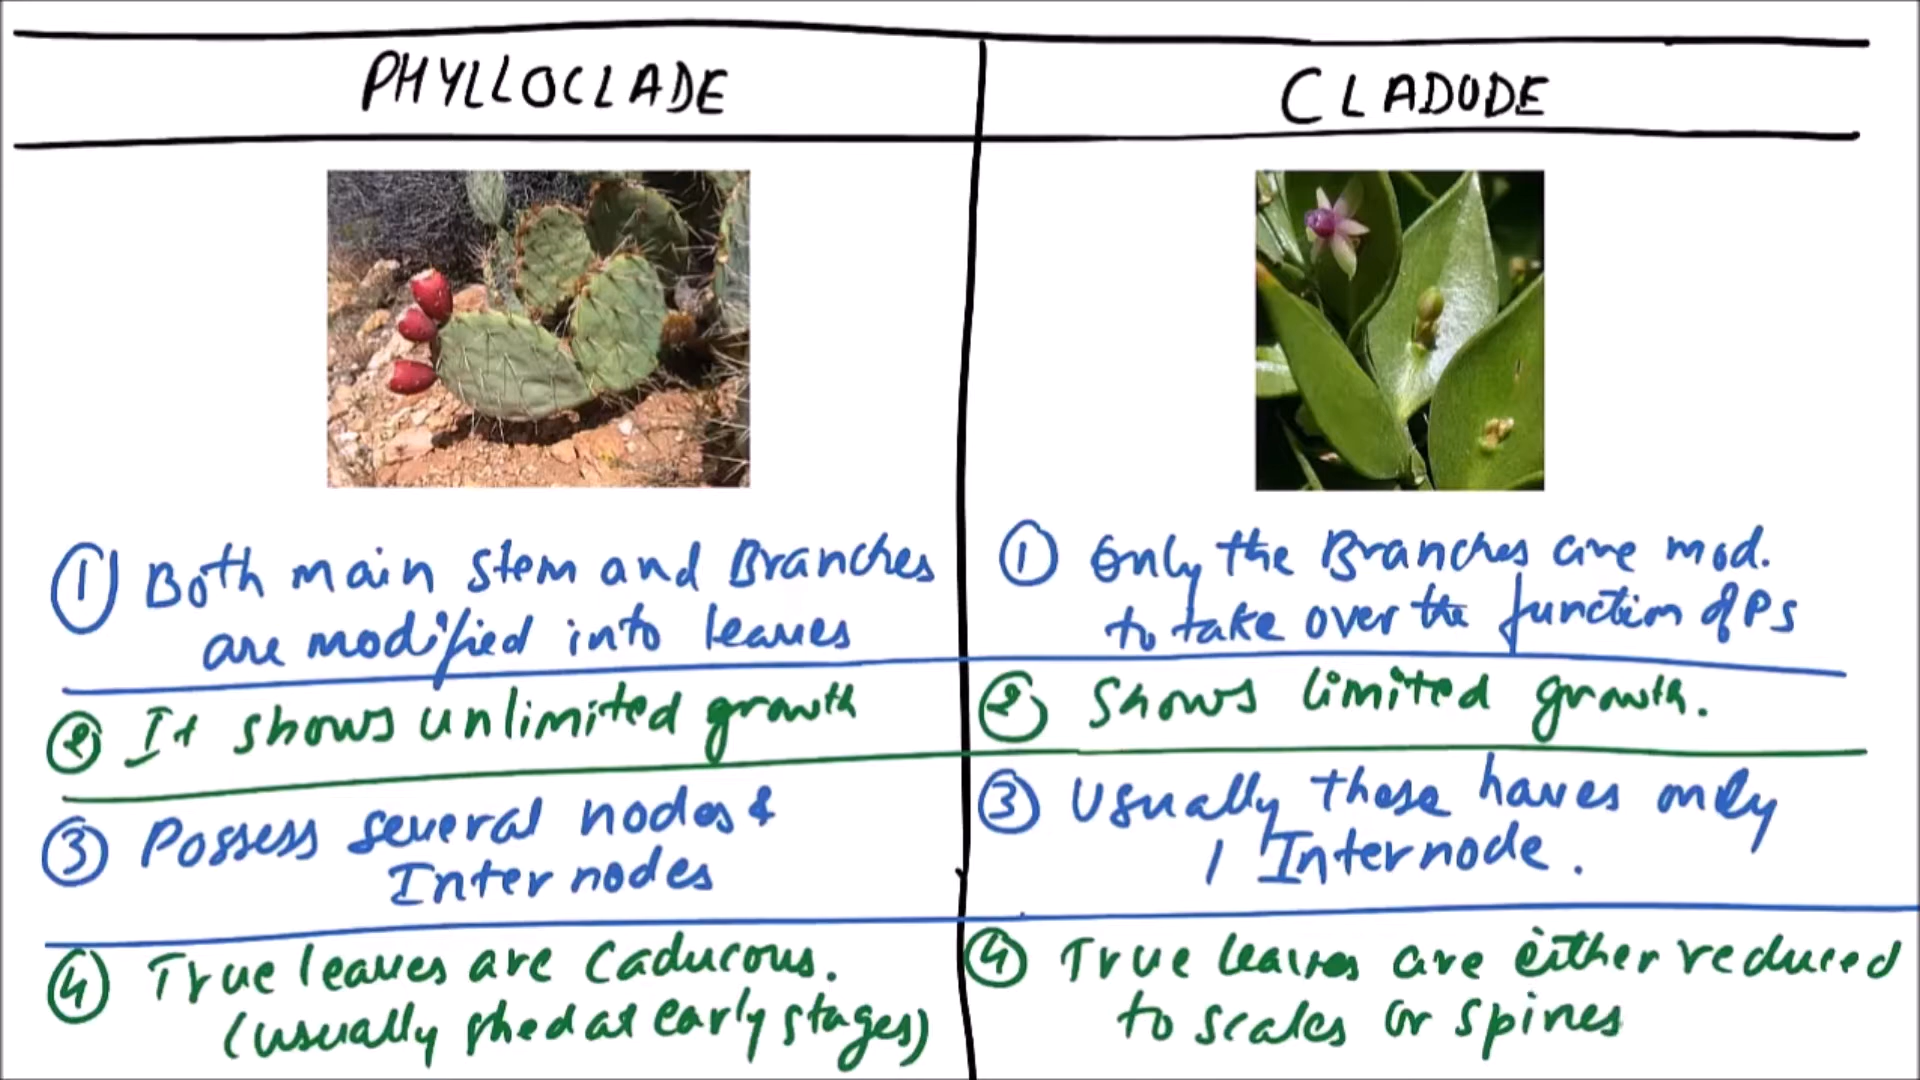 PHYLLOCLADE
CLADODE
① Both main stem and Branches
are modified into leaves
② It shows unlimited growth
③ Possess several nodes &
Internodes
④ True leaves are Caducous.
(usually shed at early stages)
① Only the Branches are mod.
to take over the function of PS
② Shows limited growth.
③ Usually these haves only
1 Internode.
④ True leaves are either reduced
to scales or spines